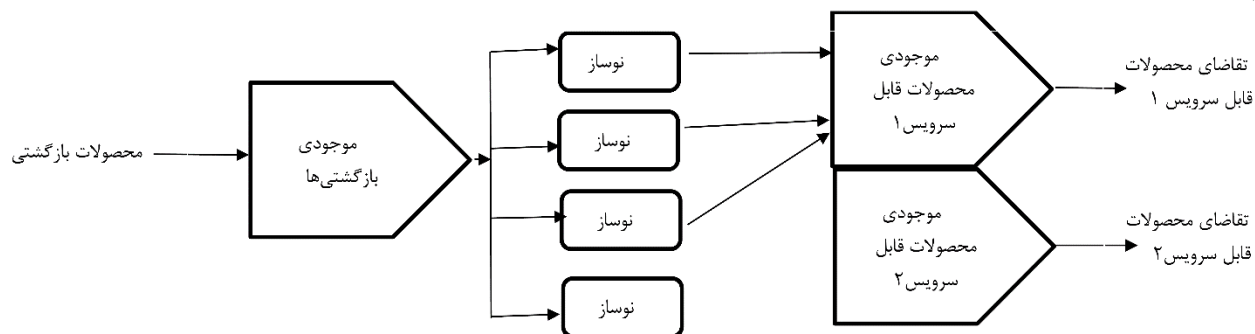 محصولات بازگشتی
موجودی
بازگشتی‌ها
نوساز
نوساز
نوساز
نوساز
موجودی
محصولات قابل
سرویس۱
موجودی
محصولات قابل
سرویس۲
تقاضای محصولات
قابل سرویس ۱
تقاضای محصولات
قابل سرویس۲